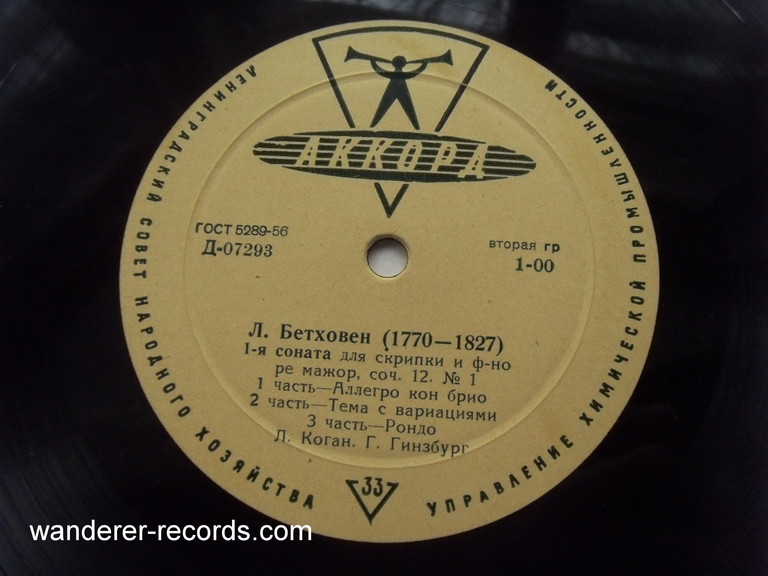 АККОРД
ЛЕНИНГРАДСКИЙ СОВЕТ НАРОДНОГО ХОЗЯЙСТВА
УПРАВЛЕНИЕ ХИМИЧЕСКОЙ ПРОМЫШЛЕННОСТИ
ГОСТ 5289-56
Д-07293
вторая гр
1-00
Л. Бетховен (1770—1827)
1-я соната для скрипки и ф-но
ре мажор, соч. 12. № 1
1 часть—Аллегро кон брио
2 часть—Тема с вариациями
3 часть—Рондо
Л. Коган. Г. Гинзбург
33
wanderer-records.com